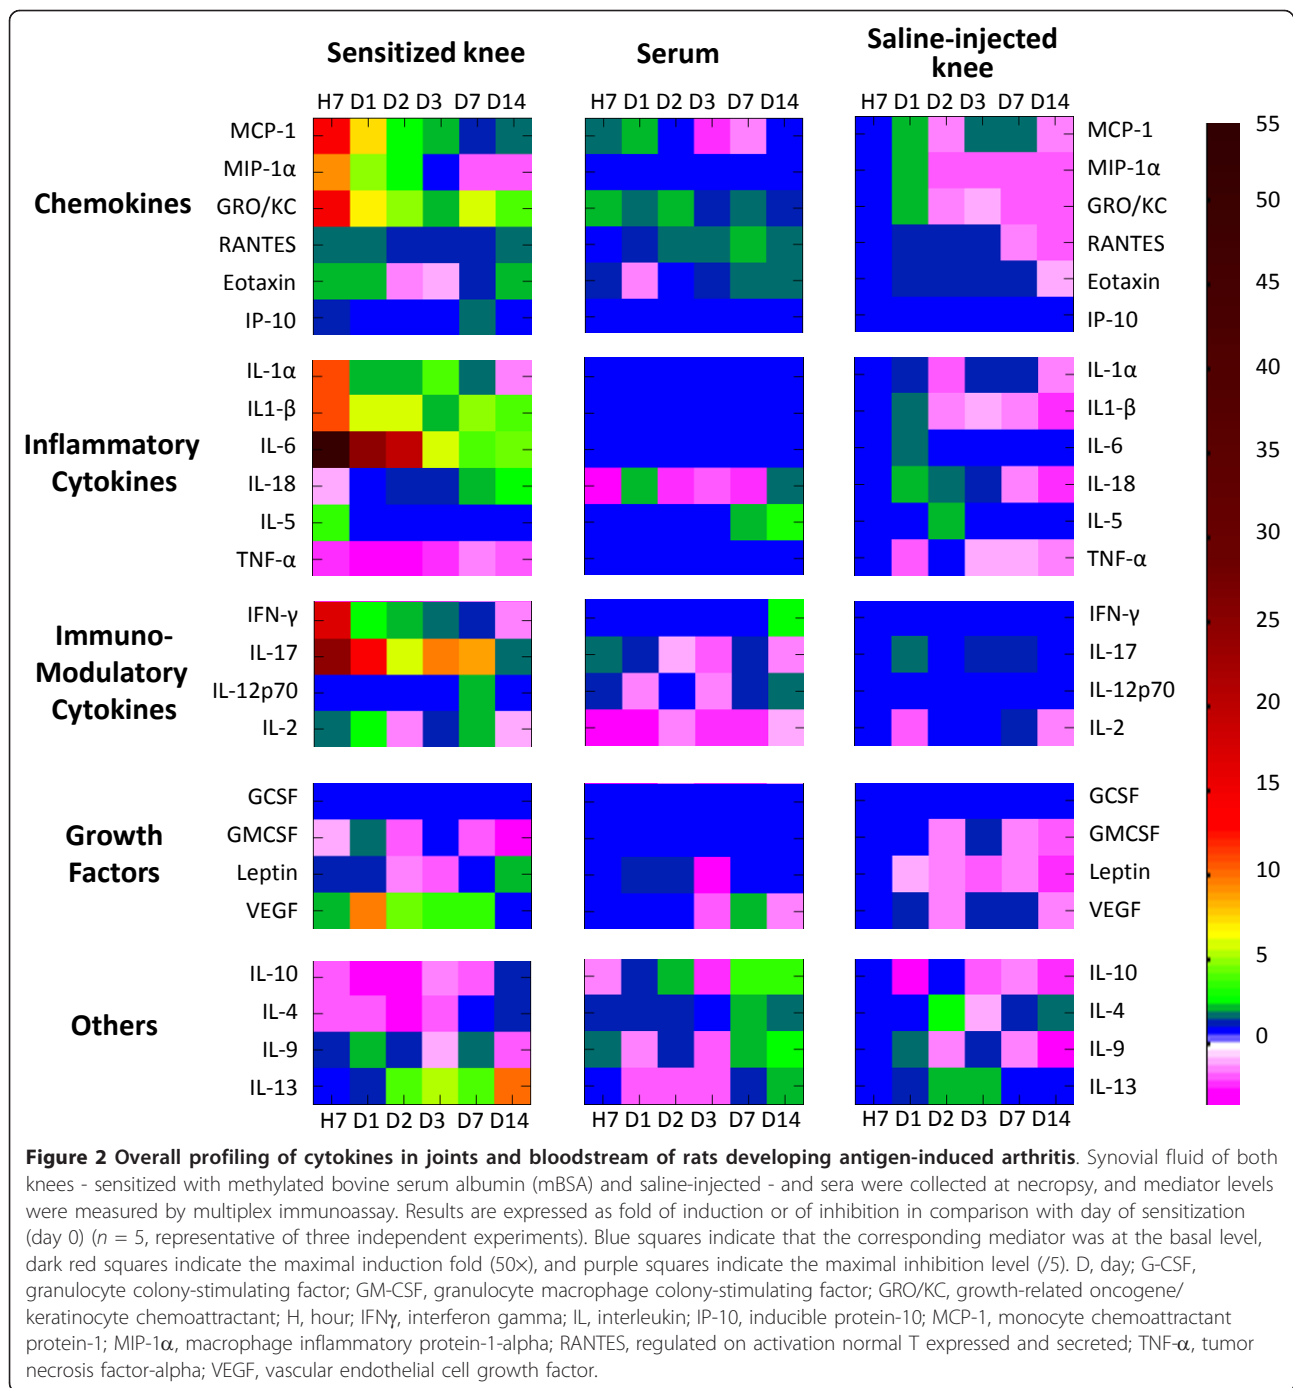 Sensitized knee
Serum
Saline-injected
knee
H7 D1 D2 D3 D7 D14
H7 D1 D2 D3 D7 D14
H7 D1 D2 D3 D7 D14
Chemokines
MCP-1
MIP-1α
GRO/KC
RANTES
Eotaxin
IP-10
MCP-1
MIP-1α
GRO/KC
RANTES
Eotaxin
IP-10
Inflammatory
Cytokines
IL-1α
IL1-β
IL-6
IL-18
IL-5
TNF-α
IL-1α
IL1-β
IL-6
IL-18
IL-5
TNF-α
Immuno-
Modulatory
Cytokines
IFN-γ
IL-17
IL-12p70
IL-2
IFN-γ
IL-17
IL-12p70
IL-2
Growth
Factors
GCSF
GMCSF
Leptin
VEGF
GCSF
GMCSF
Leptin
VEGF
Others
IL-10
IL-4
IL-9
IL-13
IL-10
IL-4
IL-9
IL-13
H7 D1 D2 D3 D7 D14
H7 D1 D2 D3 D7 D14
H7 D1 D2 D3 D7 D14
55
50
45
40
35
30
25
20
15
10
5
0
Figure 2 Overall profiling of cytokines in joints and bloodstream of rats developing antigen-induced arthritis. Synovial fluid of both
knees - sensitized with methylated bovine serum albumin (mBSA) and saline-injected - and sera were collected at necropsy, and mediator levels
were measured by multiplex immunoassay. Results are expressed as fold of induction or of inhibition in comparison with day of sensitization
(day 0) (n = 5, representative of three independent experiments). Blue squares indicate that the corresponding mediator was at the basal level,
dark red squares indicate the maximal induction fold (50×), and purple squares indicate the maximal inhibition level (/5). D, day; G-CSF,
granulocyte colony-stimulating factor; GM-CSF, granulocyte macrophage colony-stimulating factor; GRO/KC, growth-related oncogene/
keratinocyte chemoattractant; H, hour; IFNγ, interferon gamma; IL, interleukin; IP-10, inducible protein-10; MCP-1, monocyte chemoattractant
protein-1; MIP-1α, macrophage inflammatory protein-1-alpha; RANTES, regulated on activation normal T expressed and secreted; TNF-α, tumor
necrosis factor-alpha; VEGF, vascular endothelial cell growth factor.